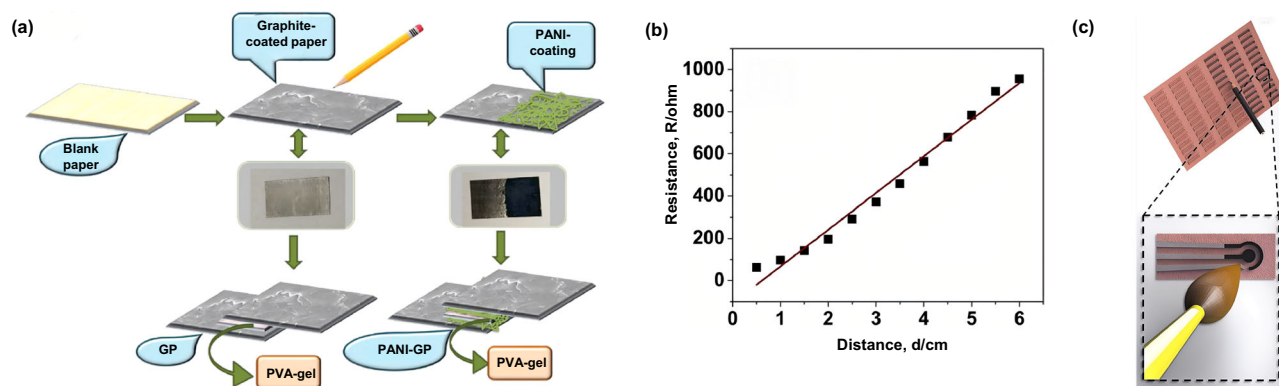 (a)
Graphite-
coated paper
PANI-
coating
Blank
paper
GP
PVA-gel
PANI-GP
PVA-gel
(b)
Resistance, R/ohm
1000
800
600
400
200
0
0 1 2 3 4 5 6
Distance, d/cm
(c)